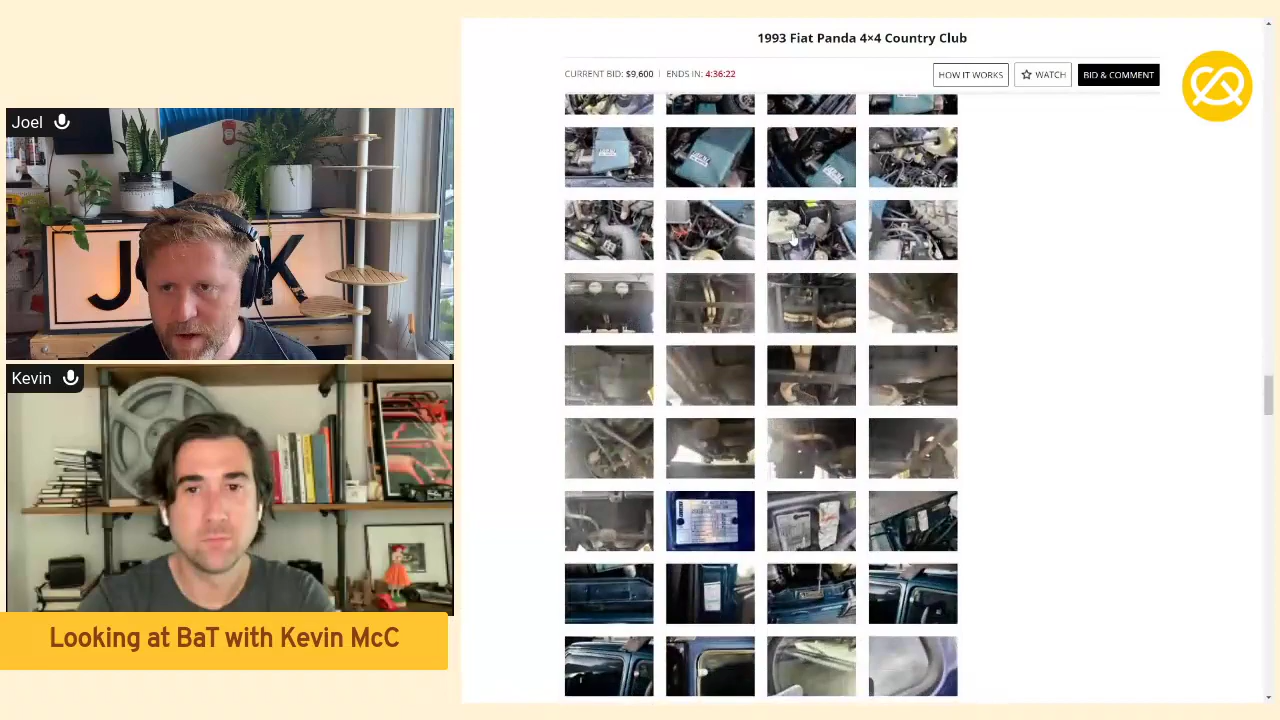 1993 Fiat Panda 4×4 Country Club
CURRENT BID: $9,600 | ENDS IN: 4:36:22
HOW IT WORKS
WATCH
BID & COMMENT
Joel
J K
Kevin
Looking at BaT with Kevin McC